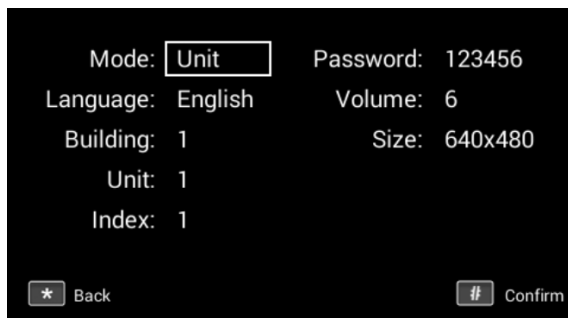 Mode: Unit Password: 123456
Language: English Volume: 6
Building: 1 Size: 640x480
Unit: 1
Index: 1
* Back # Confirm